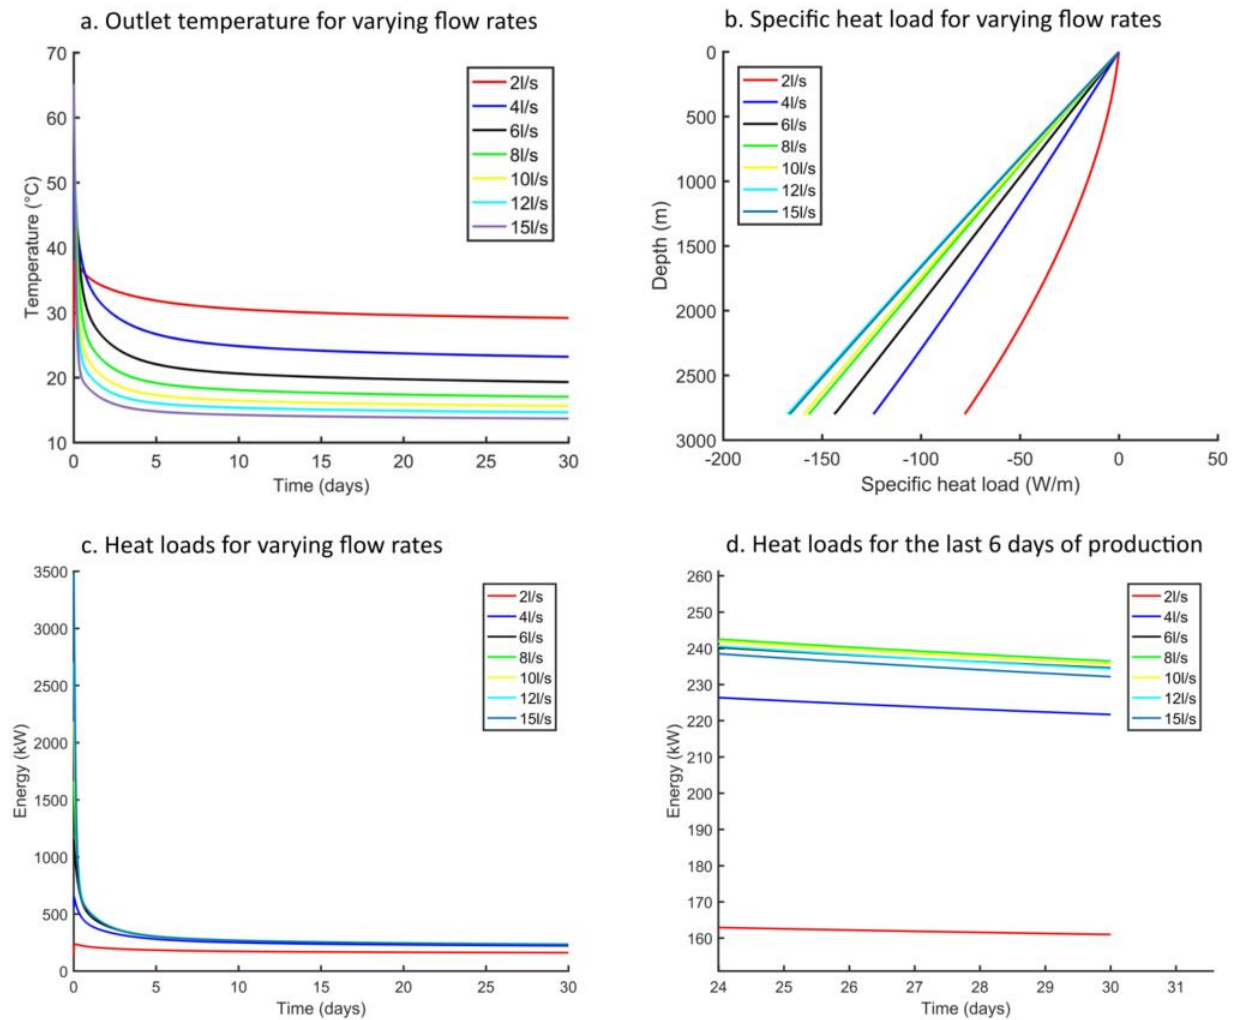 a. Outlet temperature for varying flow rates
70
60
50
40
30
20
10
Temperature (°C)
0
5
10
15
20
25
30
Time (days)
2l/s
4l/s
6l/s
8l/s
10l/s
12l/s
15l/s
b. Specific heat load for varying flow rates
0
500
1000
1500
2000
2500
3000
Depth (m)
-200
-150
-100
-50
0
50
Specific heat load (W/m)
2l/s
4l/s
6l/s
8l/s
10l/s
12l/s
15l/s
c. Heat loads for varying flow rates
3500
3000
2500
2000
1500
1000
500
0
Energy (kW)
0
5
10
15
20
25
30
Time (days)
2l/s
4l/s
6l/s
8l/s
10l/s
12l/s
15l/s
d. Heat loads for the last 6 days of production
260
250
240
230
220
210
200
190
180
170
160
Energy (kW)
24
25
26
27
28
29
30
31
Time (days)
2l/s
4l/s
6l/s
8l/s
10l/s
12l/s
15l/s